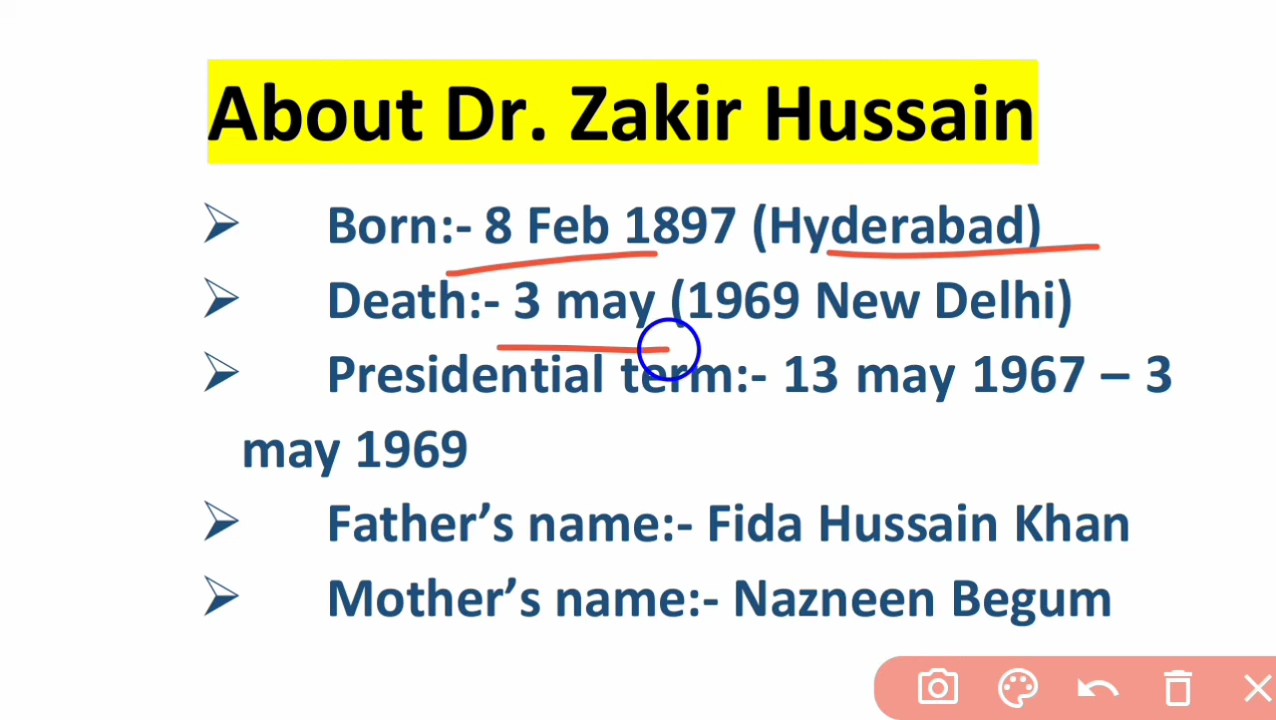 About Dr. Zakir Hussain
➢ Born:- 8 Feb 1897 (Hyderabad)
➢ Death:- 3 may (1969 New Delhi)
➢ Presidential term:- 13 may 1967 – 3
may 1969
➢ Father’s name:- Fida Hussain Khan
➢ Mother’s name:- Nazneen Begum